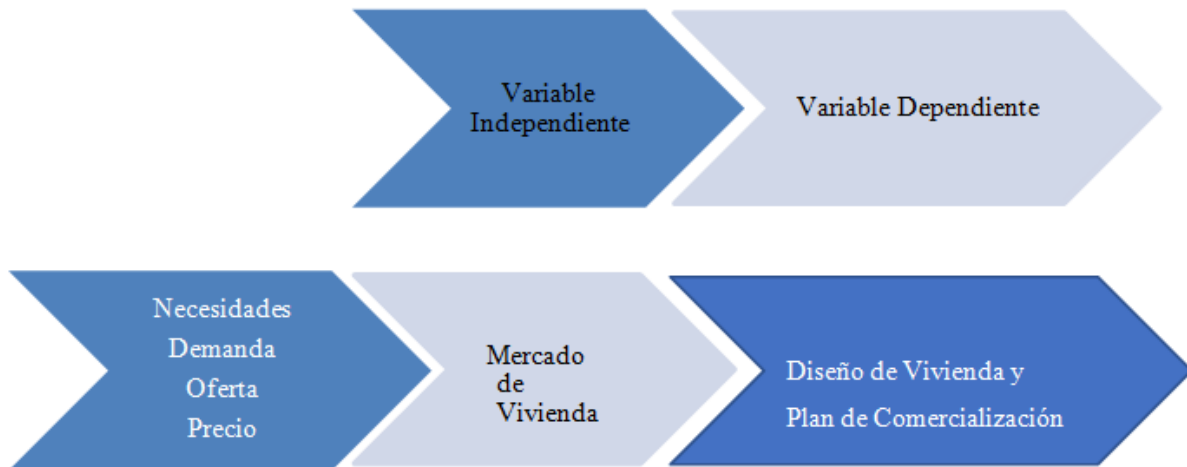 Variable
Independiente
Variable Dependiente
Necesidades
Demanda
Oferta
Precio
Mercado
de
Vivienda
Diseño de Vivienda y
Plan de Comercialización